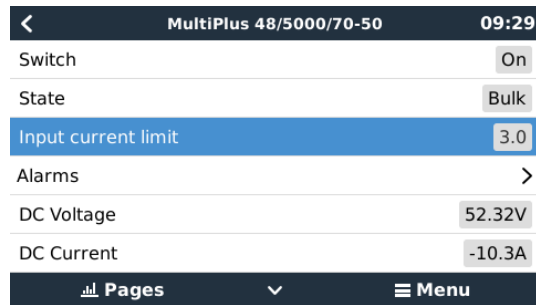 MultiPlus 48/5000/70-50 09:29
Switch On
State Bulk
Input current limit 3.0
Alarms
DC Voltage 52.32V
DC Current -10.3A
Pages Menu